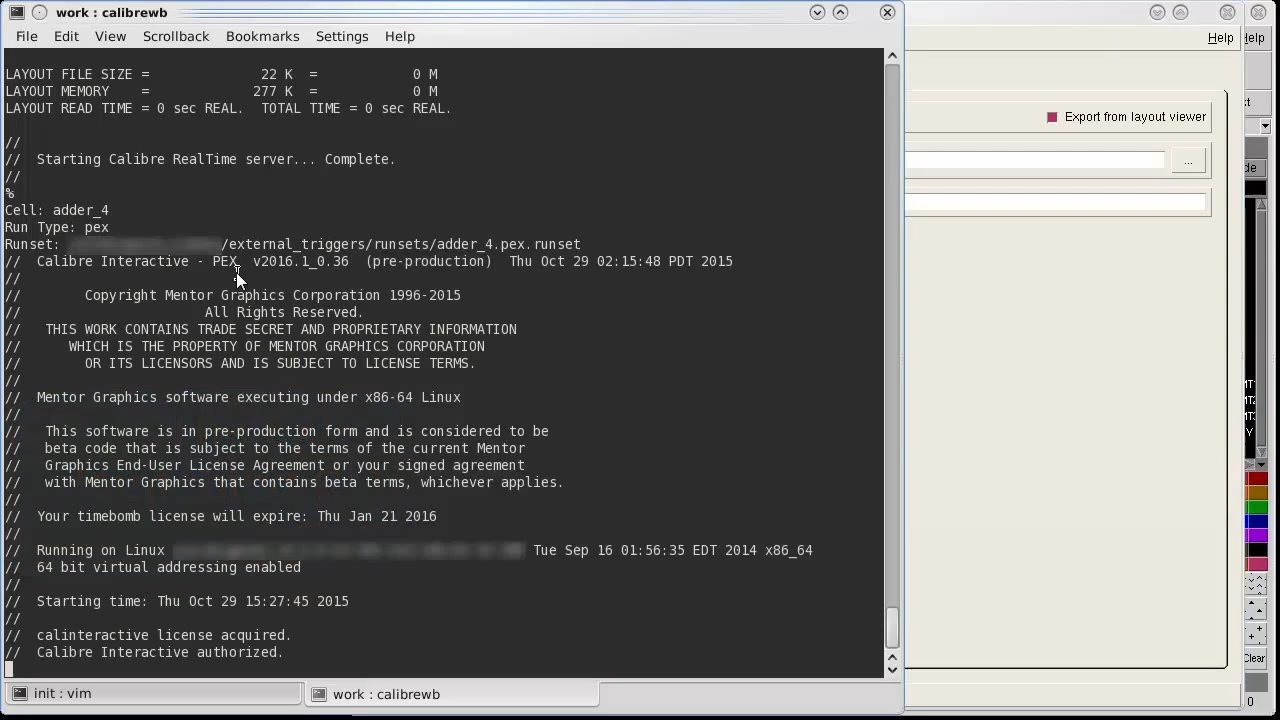 work : calibrewb
File Edit View Scrollback Bookmarks Settings Help
LAYOUT FILE SIZE = 22 K = 0 M
LAYOUT MEMORY = 277 K = 0 M
LAYOUT READ TIME = 0 sec REAL. TOTAL TIME = 0 sec REAL.
//
// Starting Calibre RealTime server... Complete.
//
%
Cell: adder_4
Run Type: pex
Runset: /external_triggers/runsets/adder_4.pex.runset
// Calibre Interactive - PEX v2016.1_0.36 (pre-production) Thu Oct 29 02:15:48 PDT 2015
//
// Copyright Mentor Graphics Corporation 1996-2015
// All Rights Reserved.
// THIS WORK CONTAINS TRADE SECRET AND PROPRIETARY INFORMATION
// WHICH IS THE PROPERTY OF MENTOR GRAPHICS CORPORATION
// OR ITS LICENSORS AND IS SUBJECT TO LICENSE TERMS.
//
// Mentor Graphics software executing under x86-64 Linux
//
// This software is in pre-production form and is considered to be
// beta code that is subject to the terms of the current Mentor
// Graphics End-User License Agreement or your signed agreement
// with Mentor Graphics that contains beta terms, whichever applies.
//
// Your timebomb license will expire: Thu Jan 21 2016
//
// Running on Linux Tue Sep 16 01:56:35 EDT 2014 x86_64
// 64 bit virtual addressing enabled
//
// Starting time: Thu Oct 29 15:27:45 2015
//
// calinteractive license acquired.
// Calibre Interactive authorized.
init : vim
work : calibrewb
Help
Export from layout viewer
...
Clear
0